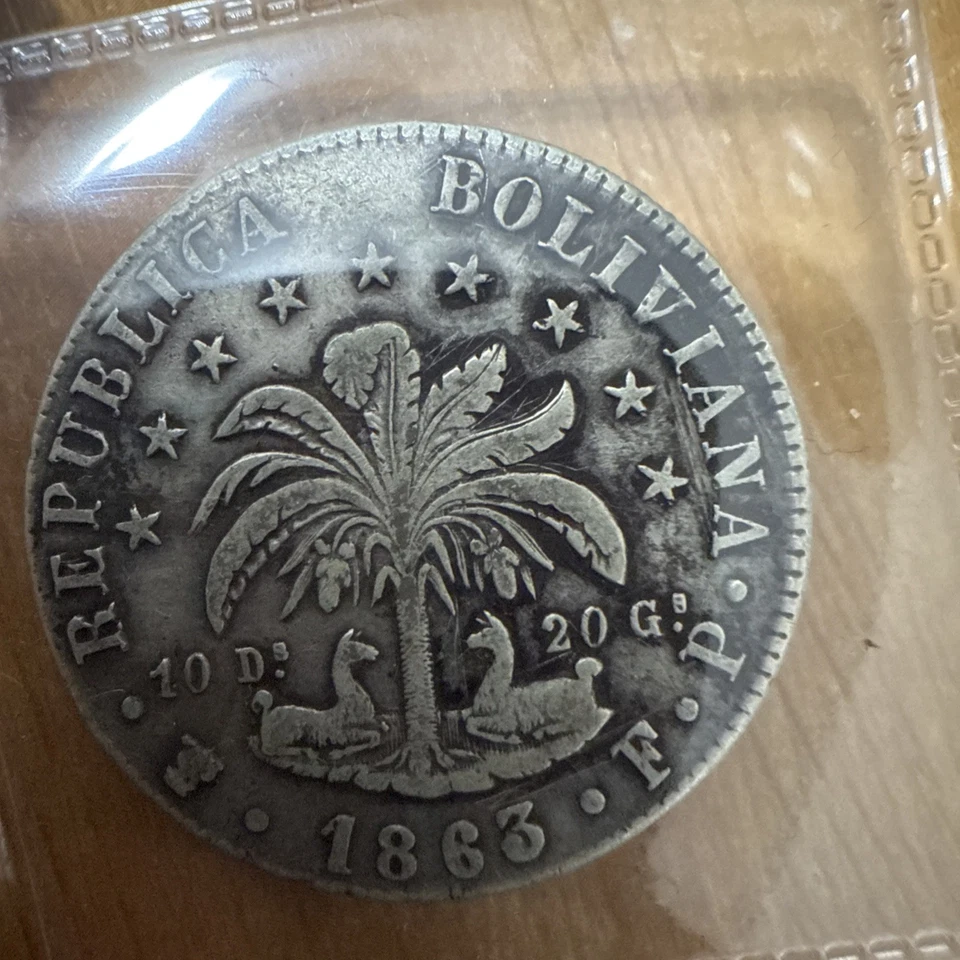 REPUBLICA BOLIVIANA · P · F · 1863 ·
10 Dˢ:
20 Gˢ: